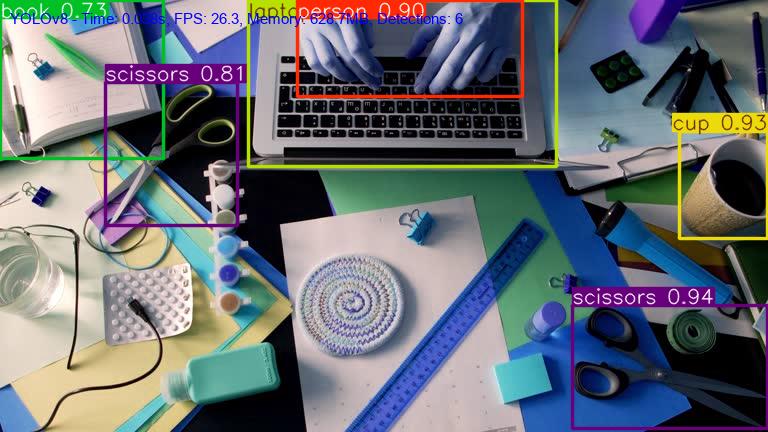 book 0.73
YOLOv8 - Time: 0.038s, FPS: 26.3, Memory: 628.7MB, Detections: 6
laptop
person 0.90
scissors 0.81
cup 0.93
scissors 0.94